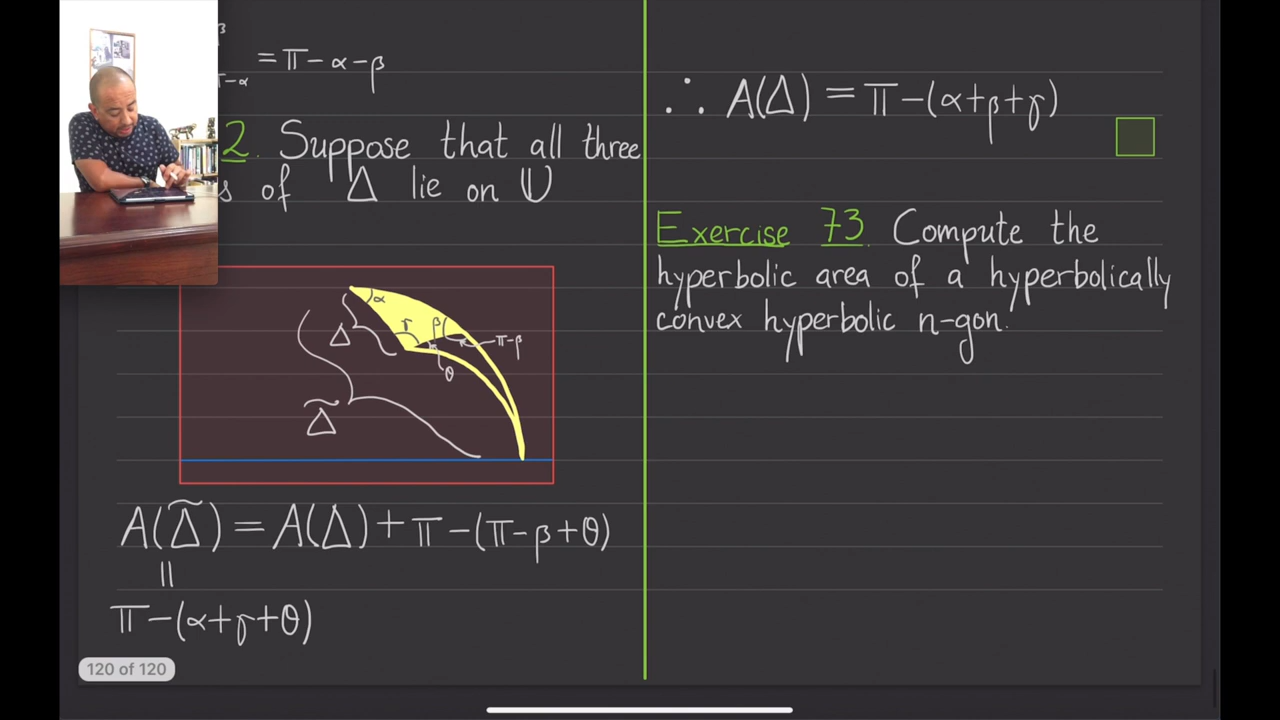 β
π-α = π - α - β
2. Suppose that all three
s of Δ lie on U
α
γ
β
Δ
π-β
θ
Δ̃
A(Δ̃) = A(Δ) + π - (π - β + θ)
||
π - (α + γ + θ)
120 of 120
∴ A(Δ) = π - (α + β + γ)
Exercise 73. Compute the
hyperbolic area of a hyperbolically
convex hyperbolic n-gon.